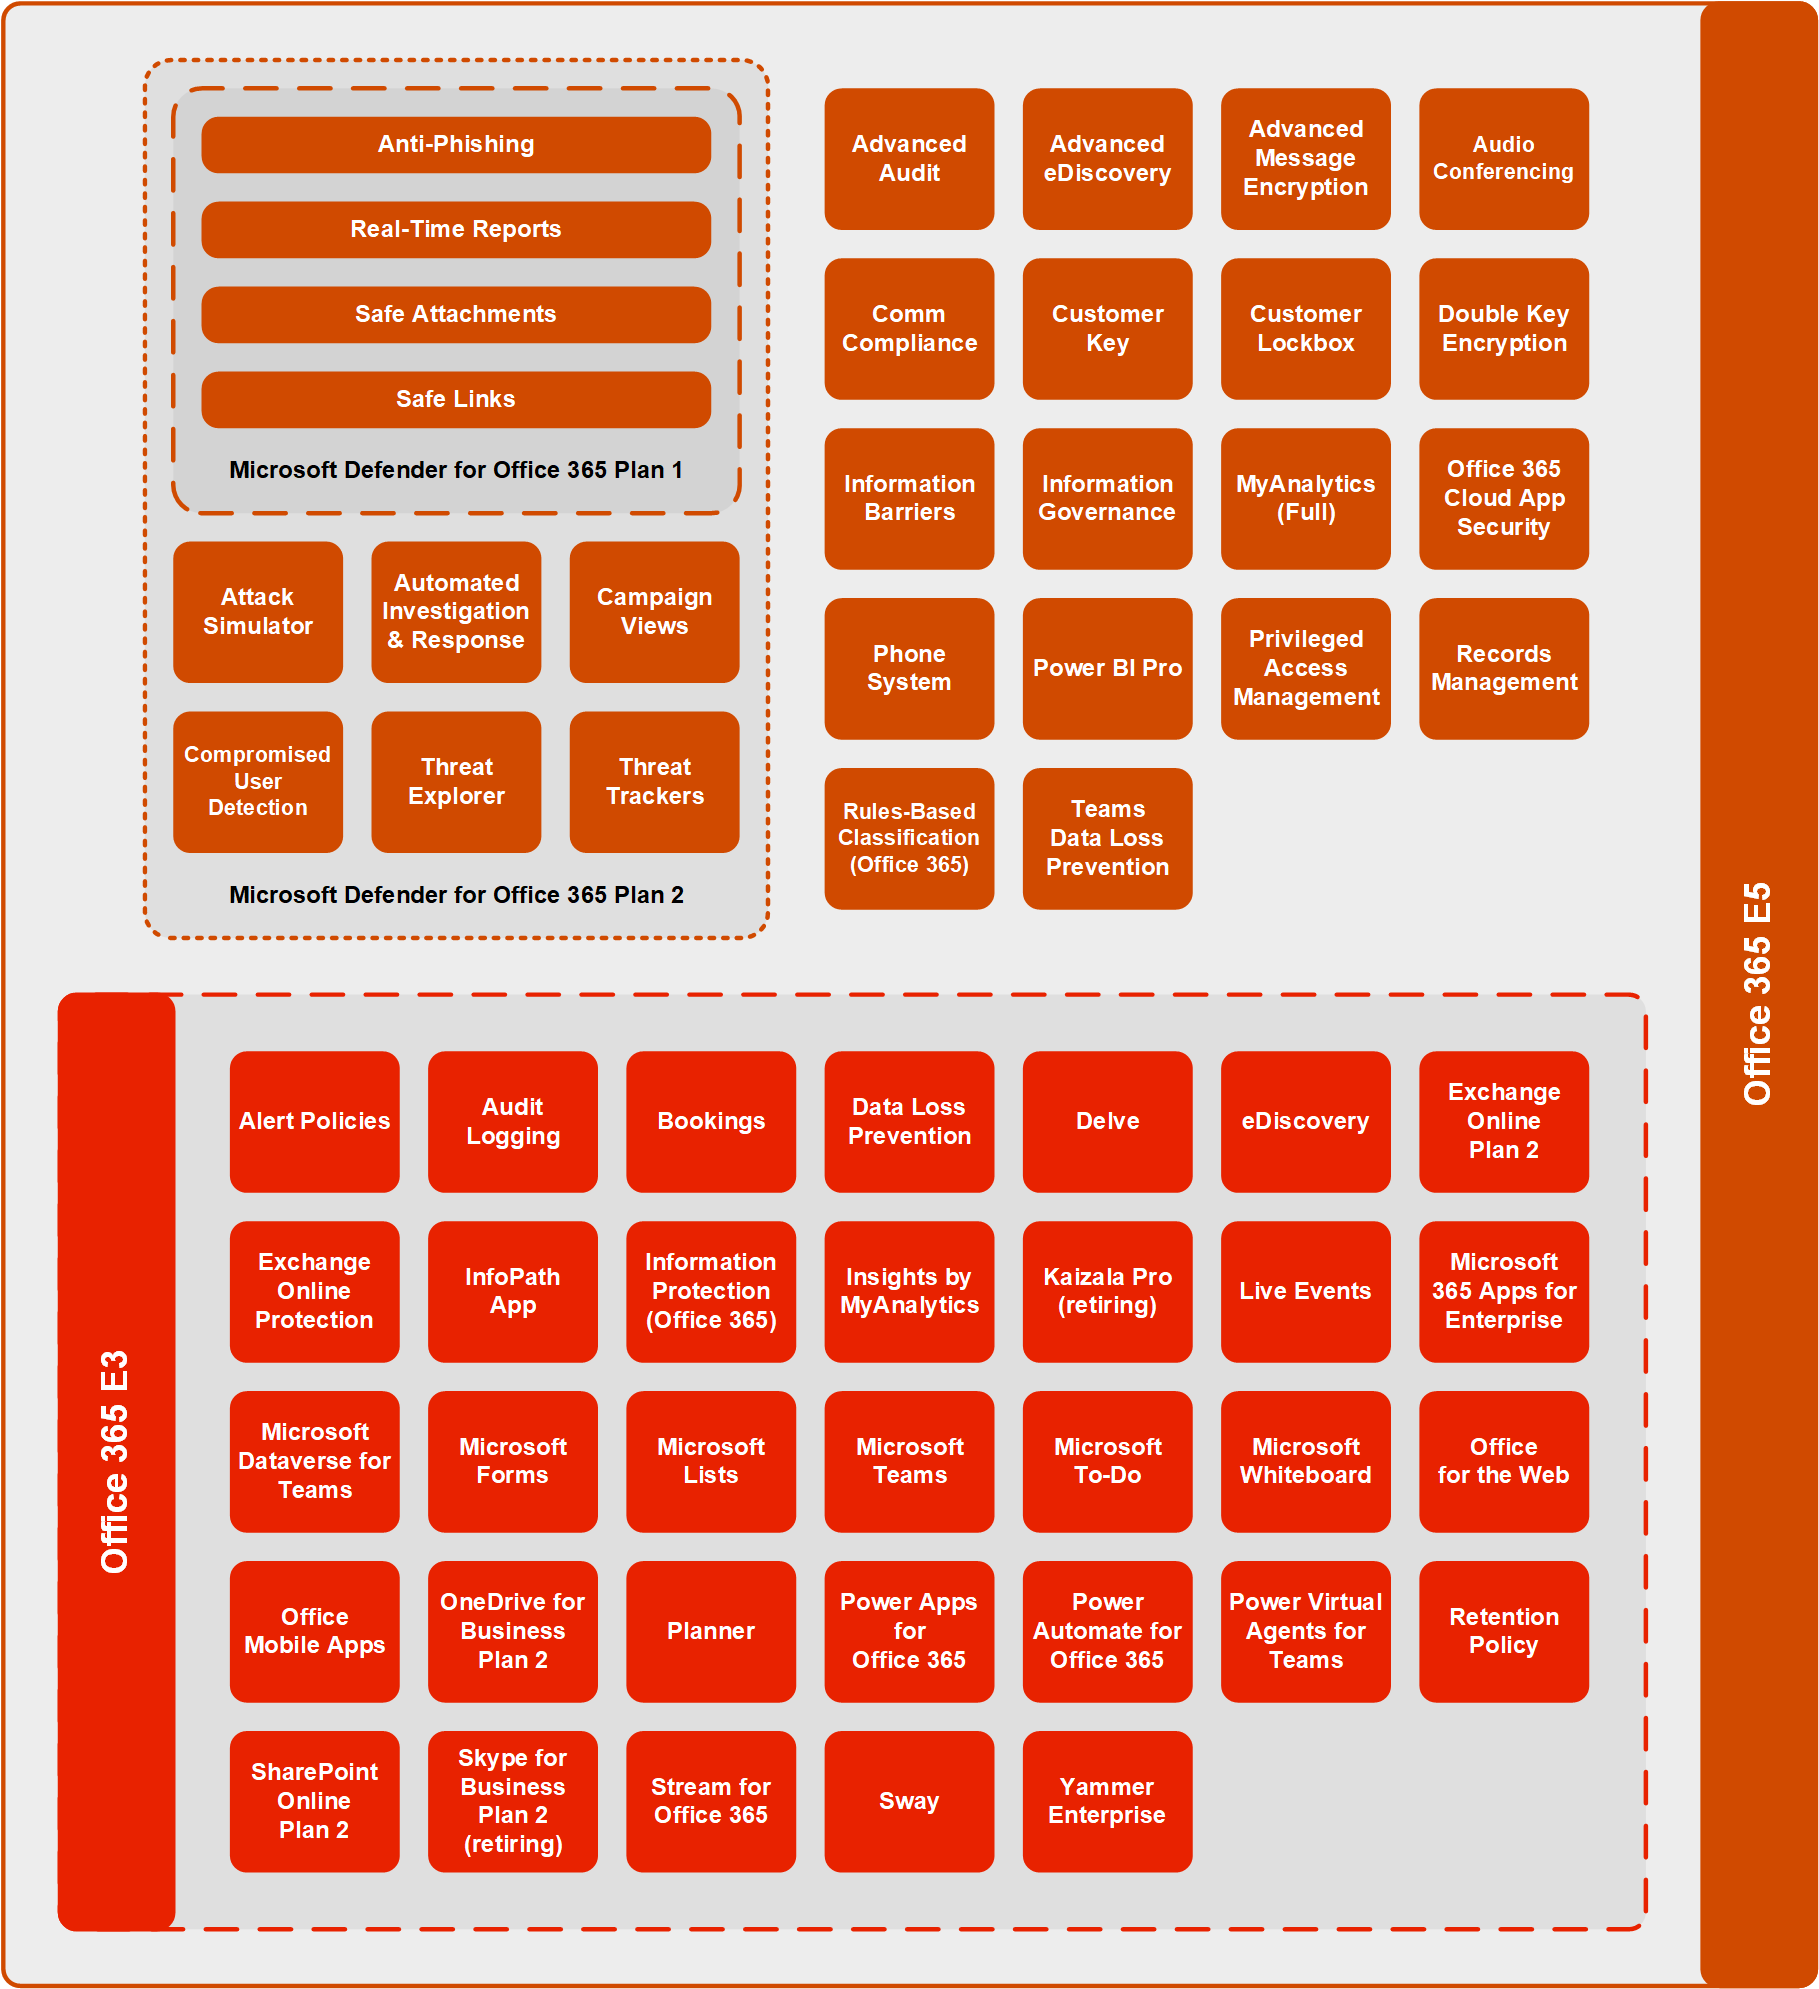 Anti-Phishing
Real-Time Reports
Safe Attachments
Safe Links
Microsoft Defender for Office 365 Plan 1
Attack
Simulator
Automated
Investigation
& Response
Campaign
Views
Compromised
User
Detection
Threat
Explorer
Threat
Trackers
Microsoft Defender for Office 365 Plan 2
Advanced
Audit
Advanced
eDiscovery
Advanced
Message
Encryption
Audio
Conferencing
Comm
Compliance
Customer
Key
Customer
Lockbox
Double Key
Encryption
Information
Barriers
Information
Governance
MyAnalytics
(Full)
Office 365
Cloud App
Security
Phone
System
Power BI Pro
Privileged
Access
Management
Records
Management
Rules-Based
Classification
(Office 365)
Teams
Data Loss
Prevention
Office 365 E5
Office 365 E3
Alert Policies
Audit
Logging
Bookings
Data Loss
Prevention
Delve
eDiscovery
Exchange
Online
Plan 2
Exchange
Online
Protection
InfoPath
App
Information
Protection
(Office 365)
Insights by
MyAnalytics
Kaizala Pro
(retiring)
Live Events
Microsoft
365 Apps for
Enterprise
Microsoft
Dataverse for
Teams
Microsoft
Forms
Microsoft
Lists
Microsoft
Teams
Microsoft
To-Do
Microsoft
Whiteboard
Office
for the Web
Office
Mobile Apps
OneDrive for
Business
Plan 2
Planner
Power Apps
for
Office 365
Power
Automate for
Office 365
Power Virtual
Agents for
Teams
Retention
Policy
SharePoint
Online
Plan 2
Skype for
Business
Plan 2
(retiring)
Stream for
Office 365
Sway
Yammer
Enterprise